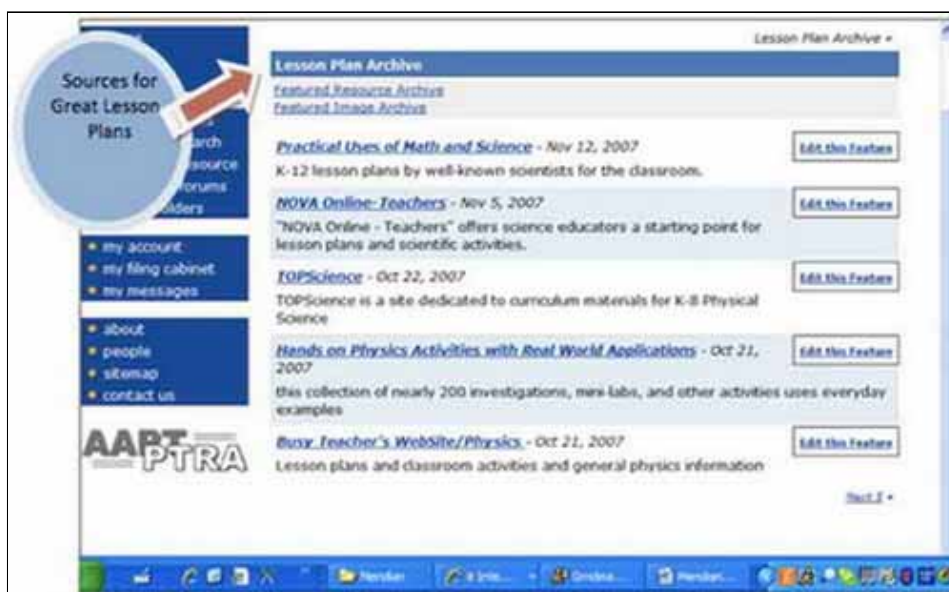 Lesson Plan Archive »
Sources for
Great Lesson
Plans
Lesson Plan Archive
Featured Resource Archive
Featured Image Archive
Practical Uses of Math and Science - Nov 12, 2007
Edit this Feature
K-12 lesson plans by well-known scientists for the classroom.
NOVA Online-Teachers - Nov 5, 2007
Edit this Feature
"NOVA Online - Teachers" offers science educators a starting point for
lesson plans and scientific activities.
TOPScience - Oct 22, 2007
Edit this Feature
TOPScience is a site dedicated to curriculum materials for K-8 Physical
Science
Hands on Physics Activities with Real World Applications - Oct 21,
2007
Edit this Feature
this collection of nearly 200 investigations, mini-labs, and other activities uses everyday
examples
Busy Teacher's WebSite/Physics - Oct 21, 2007
Edit this Feature
Lesson plans and classroom activities and general physics information
my account
my filing cabinet
my messages
about
people
sitemap
contact us
AAPT
PTRA
Meridian